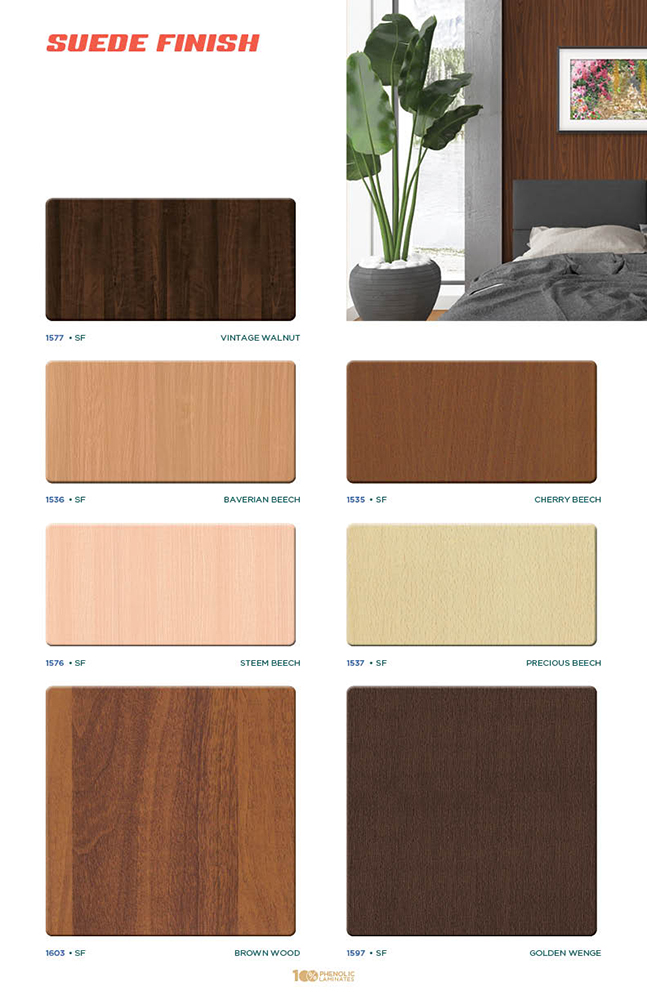 SUEDE FINISH
1577 • SF VINTAGE WALNUT
1536 • SF BAVERIAN BEECH
1535 • SF CHERRY BEECH
1576 • SF STEEM BEECH
1537 • SF PRECIOUS BEECH
1603 • SF BROWN WOOD
1597 • SF GOLDEN WENGE
100% PHENOLIC
LAMINATES